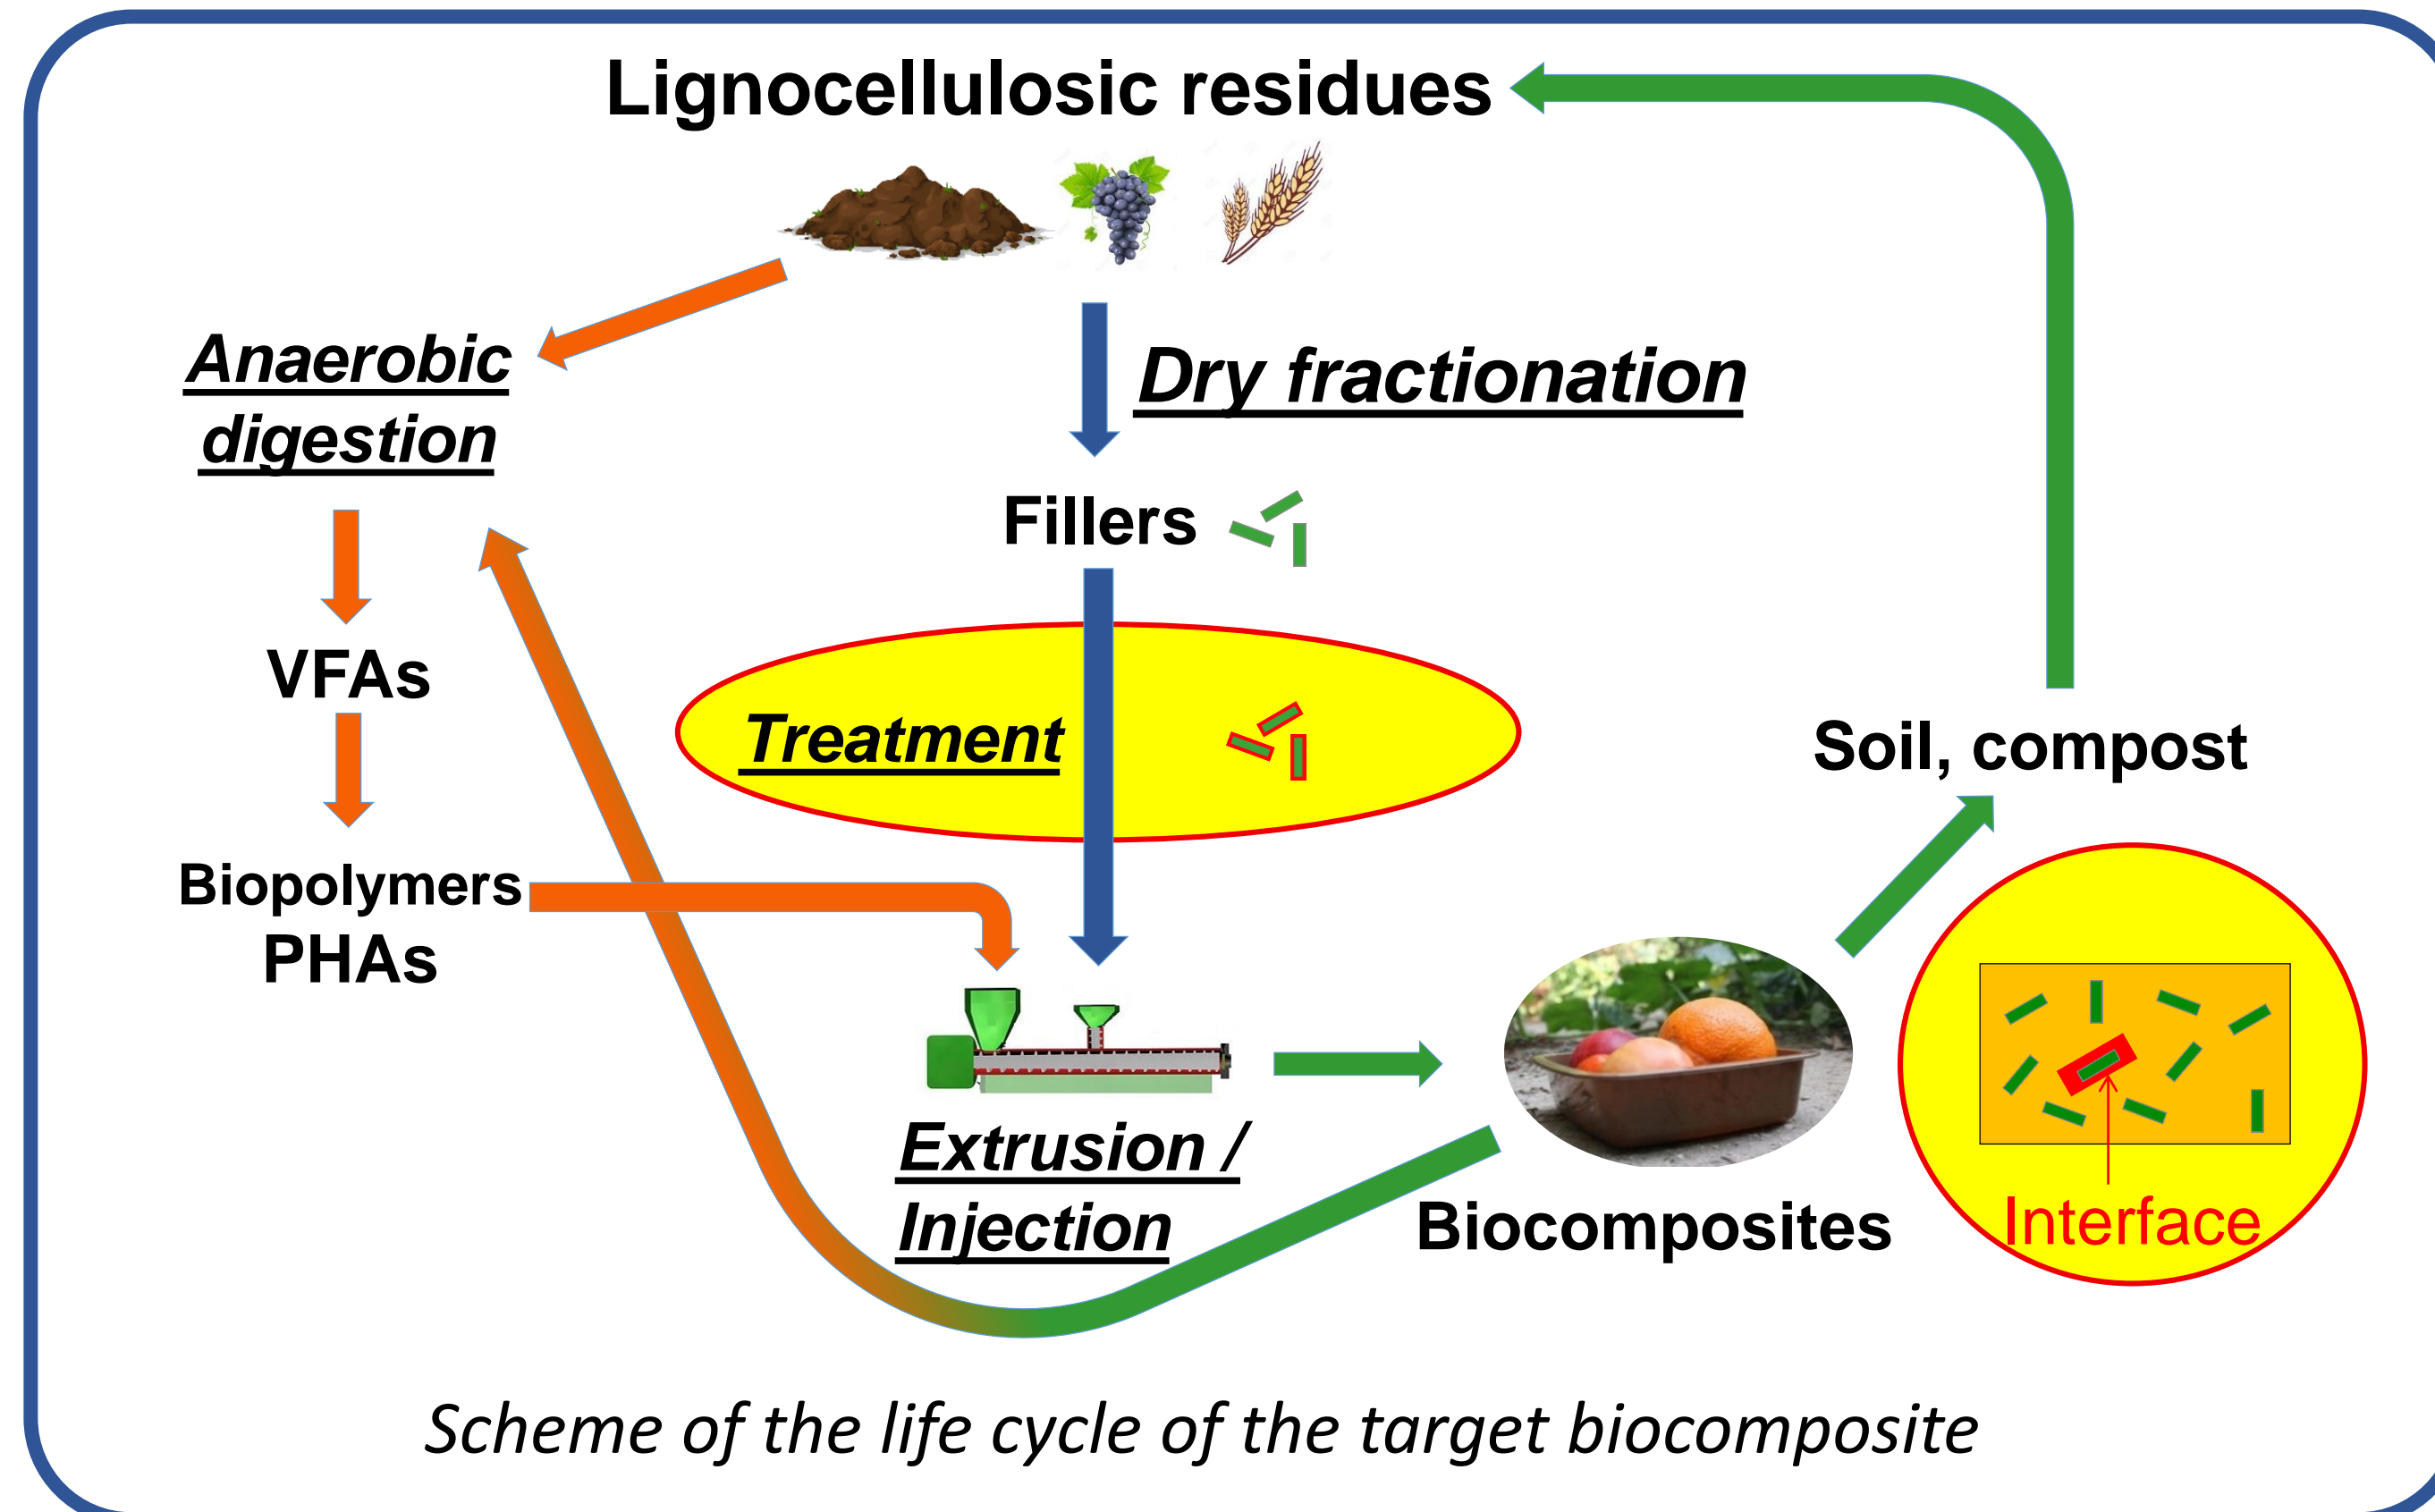 Lignocellulosic residues
Anaerobic
digestion
Dry fractionation
Fillers
VFAs
Treatment
Soil, compost
Biopolymers
PHAs
Extrusion /
Injection
Biocomposites
Interface
Scheme of the life cycle of the target biocomposite